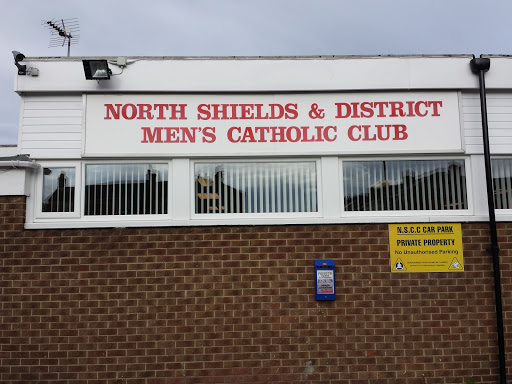 NORTH SHIELDS & DISTRICT
MEN'S CATHOLIC CLUB
N.S.C.C CAR PARK
PRIVATE PROPERTY
No Unauthorised Parking